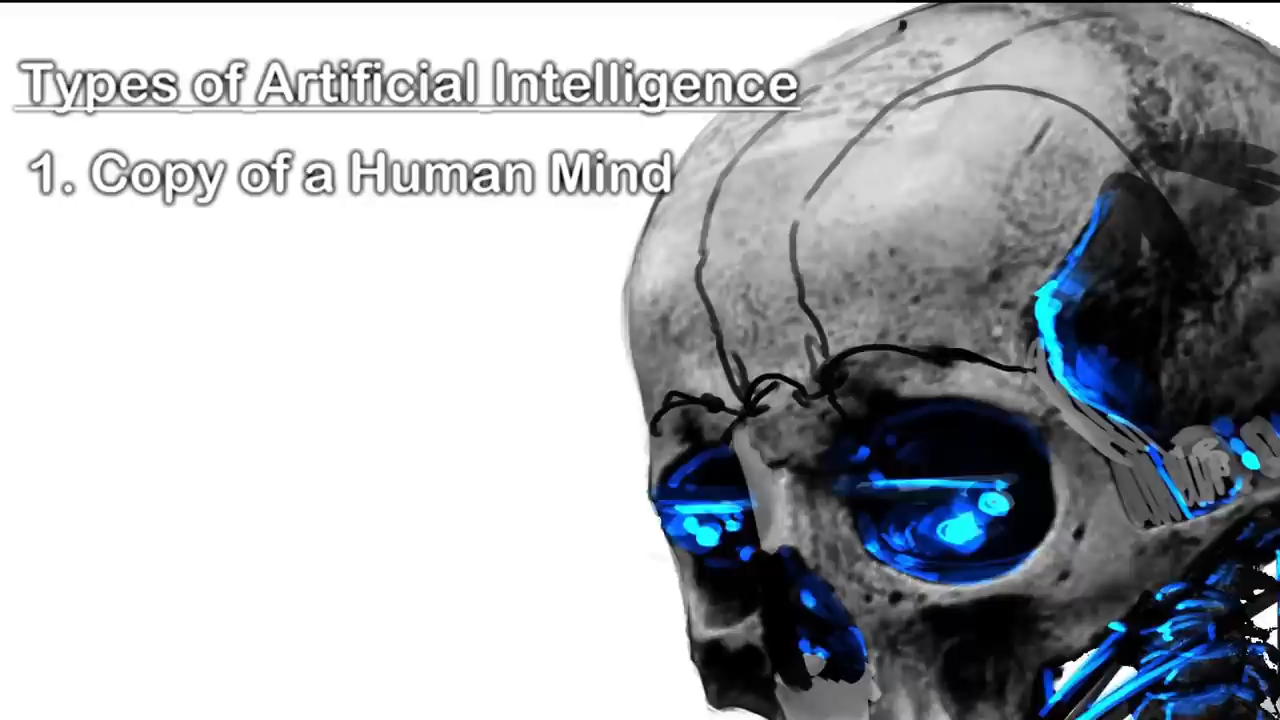 Types of Artificial Intelligence
1. Copy of a Human Mind